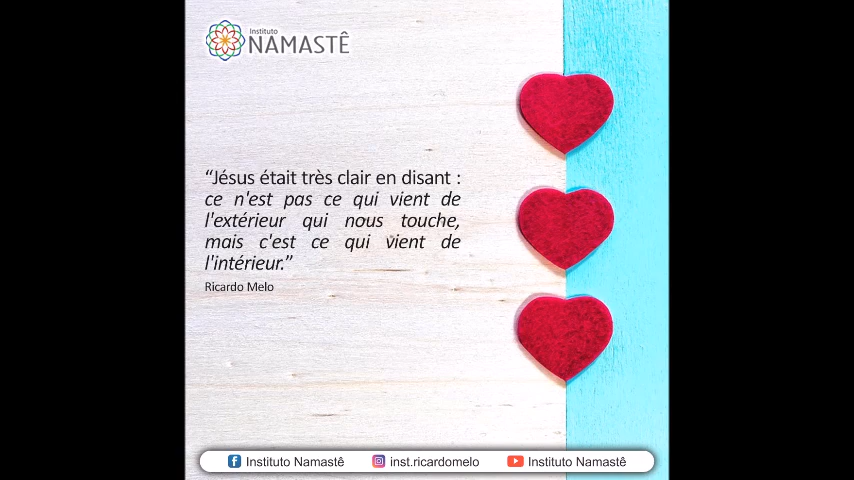 Instituto
NAMASTÊ
“Jésus était très clair en disant :
ce n'est pas ce qui vient de
l'extérieur qui nous touche,
mais c'est ce qui vient de
l'intérieur.”
Ricardo Melo
Instituto Namastê inst.ricardomelo Instituto Namastê